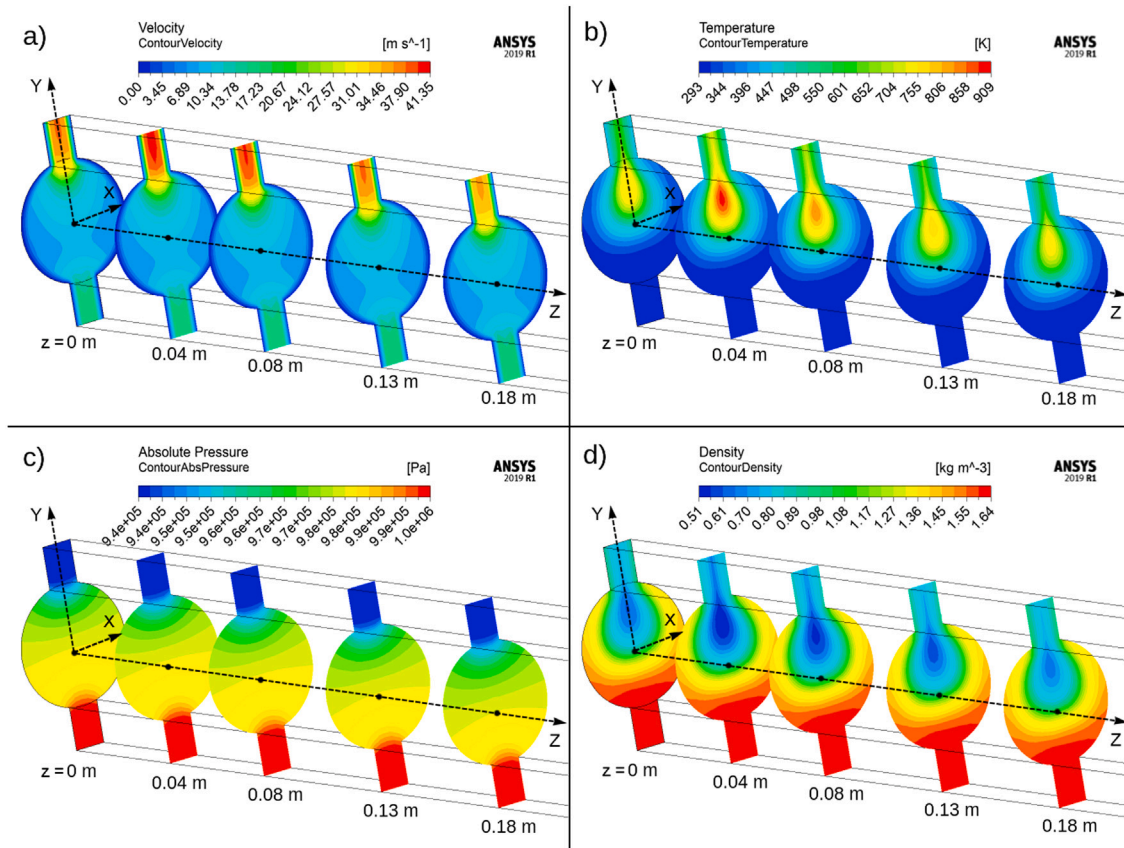 a)
Velocity
ContourVelocity
[m s^-1]
ANSYS
2019 R1
0.00 3.45 6.89 10.34 13.78 17.23 20.67 24.12 27.57 31.01 34.46 37.90 41.35
Y
X
Z
z = 0 m
0.04 m
0.08 m
0.13 m
0.18 m
b)
Temperature
ContourTemperature
[K]
ANSYS
2019 R1
293 344 396 447 498 550 601 652 704 755 806 858 909
Y
X
Z
z = 0 m
0.04 m
0.08 m
0.13 m
0.18 m
c)
Absolute Pressure
ContourAbsPressure
[Pa]
ANSYS
2019 R1
9.4e+05 9.4e+05 9.5e+05 9.5e+05 9.6e+05 9.6e+05 9.7e+05 9.7e+05 9.8e+05 9.8e+05 9.9e+05 9.9e+05 1.0e+06
Y
X
Z
z = 0 m
0.04 m
0.08 m
0.13 m
0.18 m
d)
Density
ContourDensity
[kg m^-3]
ANSYS
2019 R1
0.51 0.61 0.70 0.80 0.89 0.98 1.08 1.17 1.27 1.36 1.45 1.55 1.64
Y
X
Z
z = 0 m
0.04 m
0.08 m
0.13 m
0.18 m